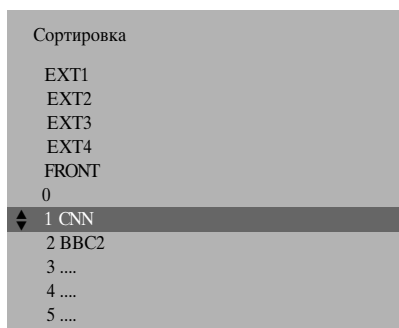 Сортировка
EXT1
EXT2
EXT3
EXT4
FRONT
0
1 CNN
2 BBC2
3 ....
4 ....
5 ....